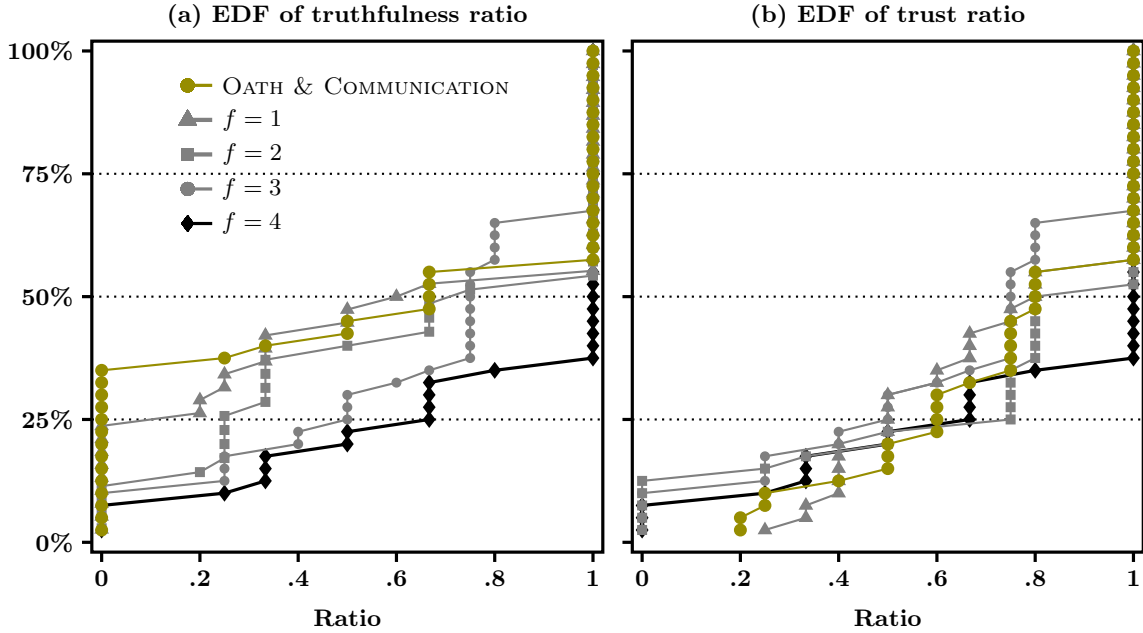 (a) EDF of truthfulness ratio
(b) EDF of trust ratio
100%
75%
50%
25%
0%
OATH & COMMUNICATION
f = 1
f = 2
f = 3
f = 4
0 .2 .4 .6 .8 1
0 .2 .4 .6 .8 1
Ratio
Ratio